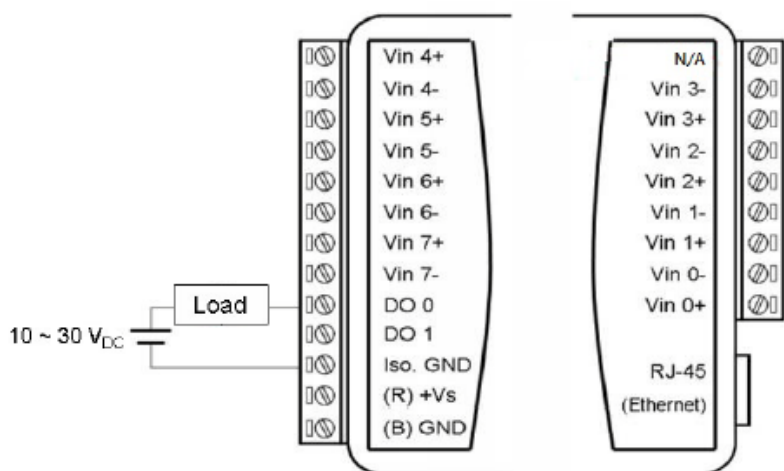 Vin 4+
Vin 4-
Vin 5+
Vin 5-
Vin 6+
Vin 6-
Vin 7+
Vin 7-
DO 0
DO 1
Iso. GND
(R) +Vs
(B) GND
Load
10 ~ 30 VDC
N/A
Vin 3-
Vin 3+
Vin 2-
Vin 2+
Vin 1-
Vin 1+
Vin 0-
Vin 0+
RJ-45
(Ethernet)